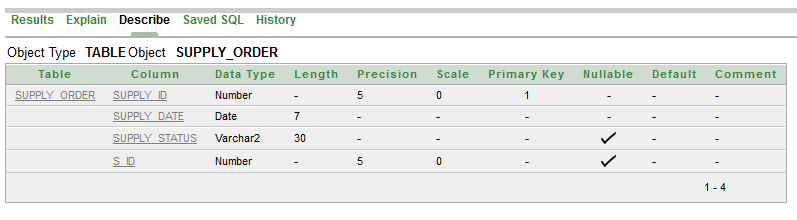 Results Explain Describe Saved SQL History
Object Type TABLE Object SUPPLY_ORDER
Table Column Data Type Length Precision Scale Primary Key Nullable Default Comment
SUPPLY_ORDER SUPPLY_ID Number - 5 0 1 - - -
SUPPLY_DATE Date 7 - - - - - -
SUPPLY_STATUS Varchar2 30 - - - ✓ - -
S_ID Number - 5 0 - ✓ - -
1 - 4